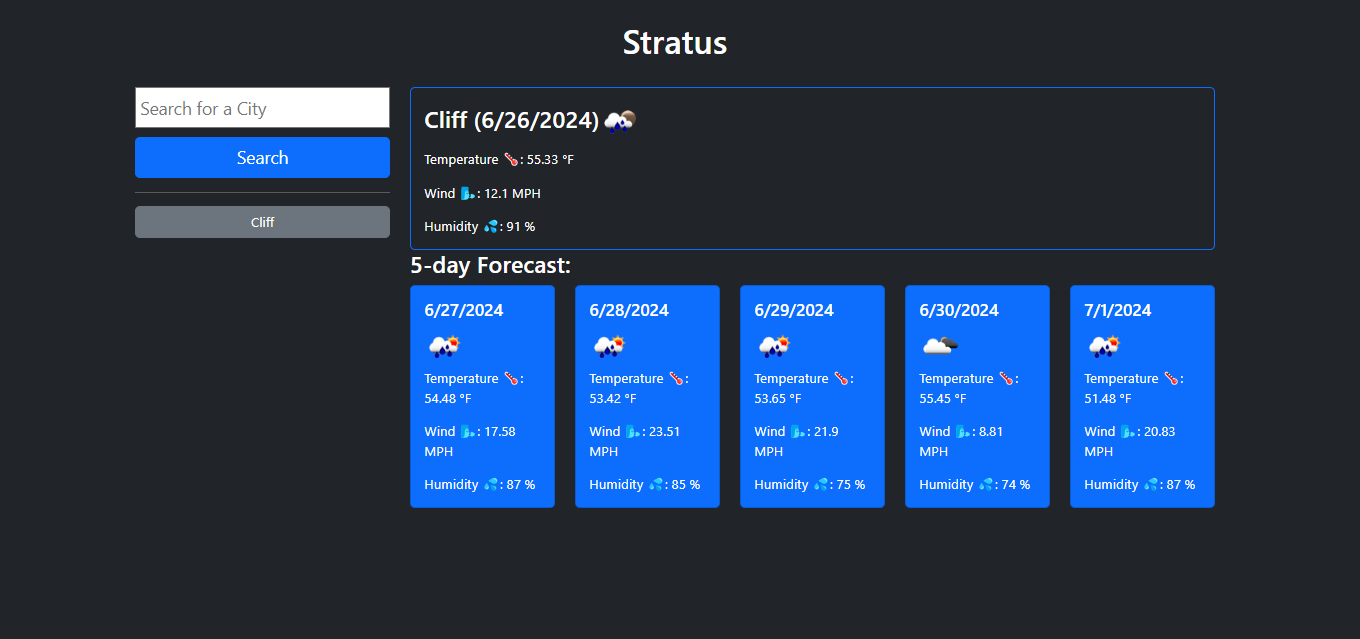 Stratus
Search for a City
Search
Cliff
Cliff (6/26/2024)
Temperature 🌡️: 55.33 °F
Wind 🌬️: 12.1 MPH
Humidity 💦: 91 %
5-day Forecast:
6/27/2024
Temperature 🌡️:
54.48 °F
Wind 🌬️: 17.58
MPH
Humidity 💦: 87 %
6/28/2024
Temperature 🌡️:
53.42 °F
Wind 🌬️: 23.51
MPH
Humidity 💦: 85 %
6/29/2024
Temperature 🌡️:
53.65 °F
Wind 🌬️: 21.9
MPH
Humidity 💦: 75 %
6/30/2024
Temperature 🌡️:
55.45 °F
Wind 🌬️: 8.81
MPH
Humidity 💦: 74 %
7/1/2024
Temperature 🌡️:
51.48 °F
Wind 🌬️: 20.83
MPH
Humidity 💦: 87 %